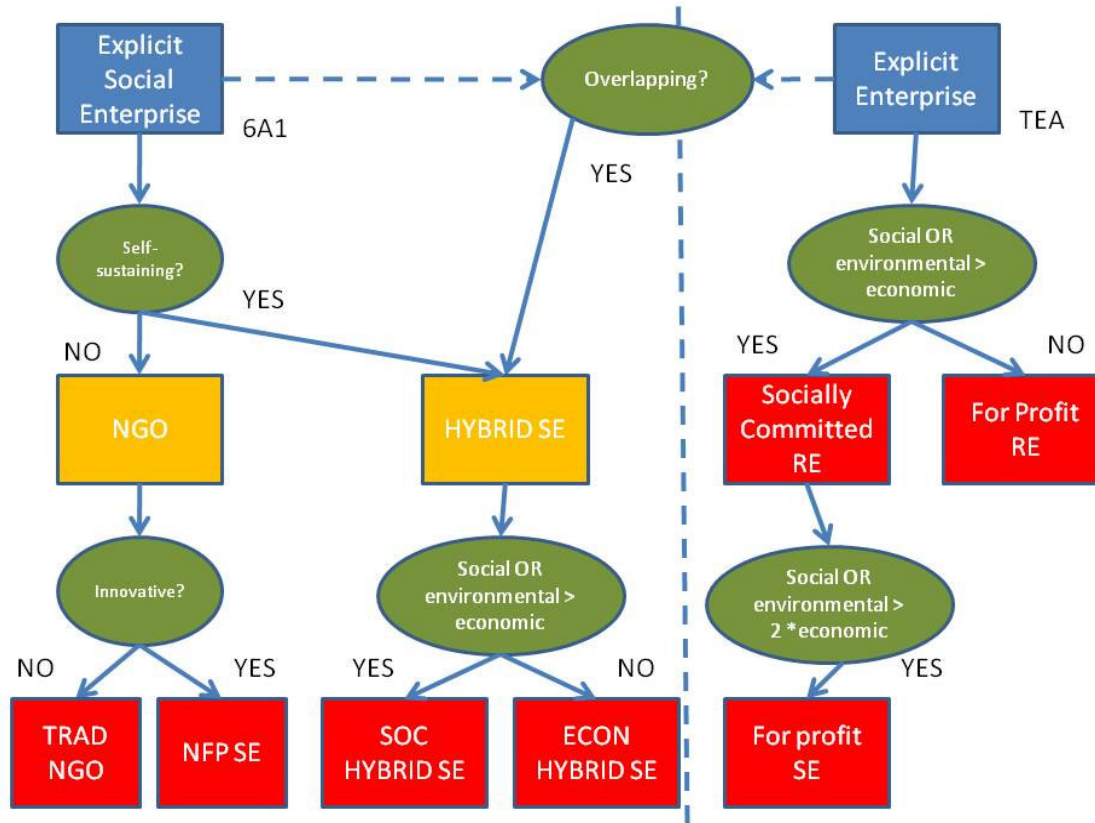 Explicit
Social
Enterprise
6A1
Overlapping?
YES
Explicit
Enterprise
TEA
Self-
sustaining?
YES
NO
Social OR
environmental >
economic
YES
NO
NGO
HYBRID SE
Socially
Committed
RE
For Profit
RE
Innovative?
NO
YES
Social OR
environmental >
economic
YES
NO
Social OR
environmental >
2 *economic
YES
TRAD
NGO
NFP SE
SOC
HYBRID SE
ECON
HYBRID SE
For profit
SE